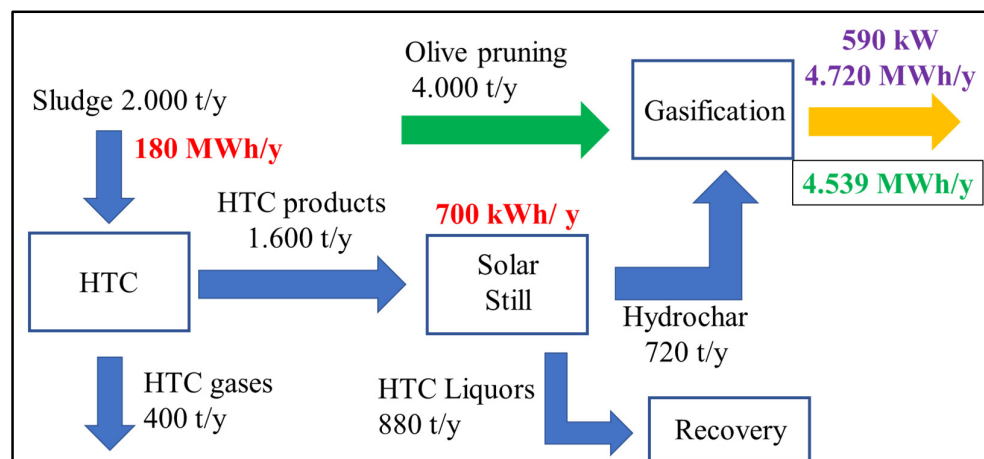 Sludge 2.000 t/y
180 MWh/y
Olive pruning
4.000 t/y
Gasification
590 kW
4.720 MWh/y
4.539 MWh/y
HTC
HTC products
1.600 t/y
700 kWh/ y
Solar
Still
Hydrochar
720 t/y
HTC gases
400 t/y
HTC Liquors
880 t/y
Recovery